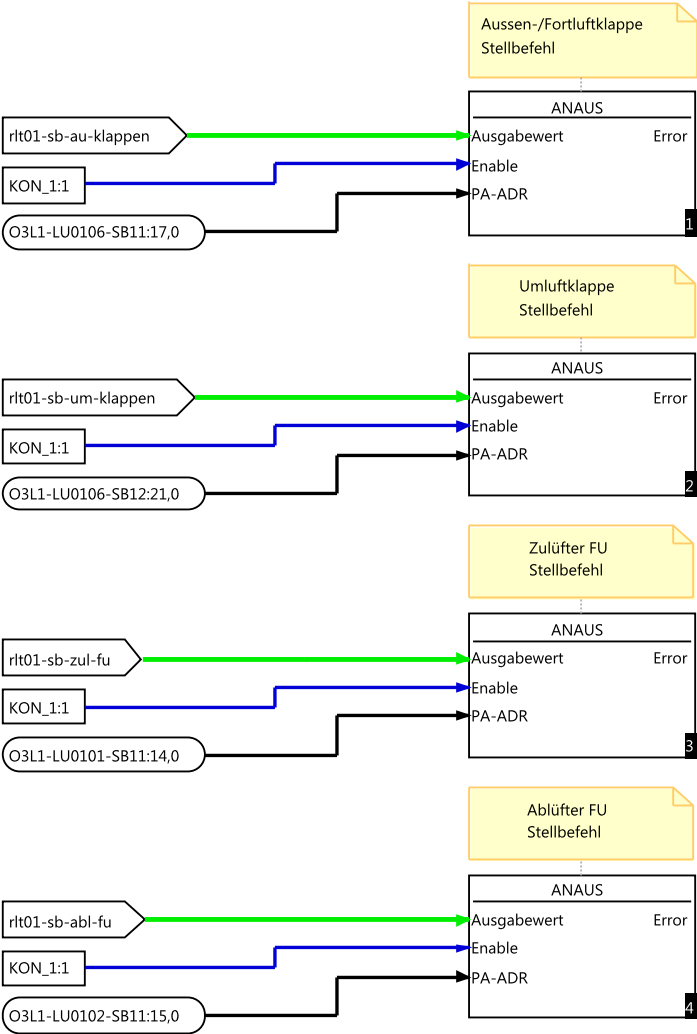 Aussen-/Fortluftklappe
Stellbefehl
ANAUS
rlt01-sb-au-klappen
Ausgabewert
Error
KON_1:1
Enable
O3L1-LU0106-SB11:17,0
PA-ADR
1
Umluftklappe
Stellbefehl
ANAUS
rlt01-sb-um-klappen
Ausgabewert
Error
KON_1:1
Enable
O3L1-LU0106-SB12:21,0
PA-ADR
2
Zulüfter FU
Stellbefehl
ANAUS
rlt01-sb-zul-fu
Ausgabewert
Error
KON_1:1
Enable
O3L1-LU0101-SB11:14,0
PA-ADR
3
Ablüfter FU
Stellbefehl
ANAUS
rlt01-sb-abl-fu
Ausgabewert
Error
KON_1:1
Enable
O3L1-LU0102-SB11:15,0
PA-ADR
4